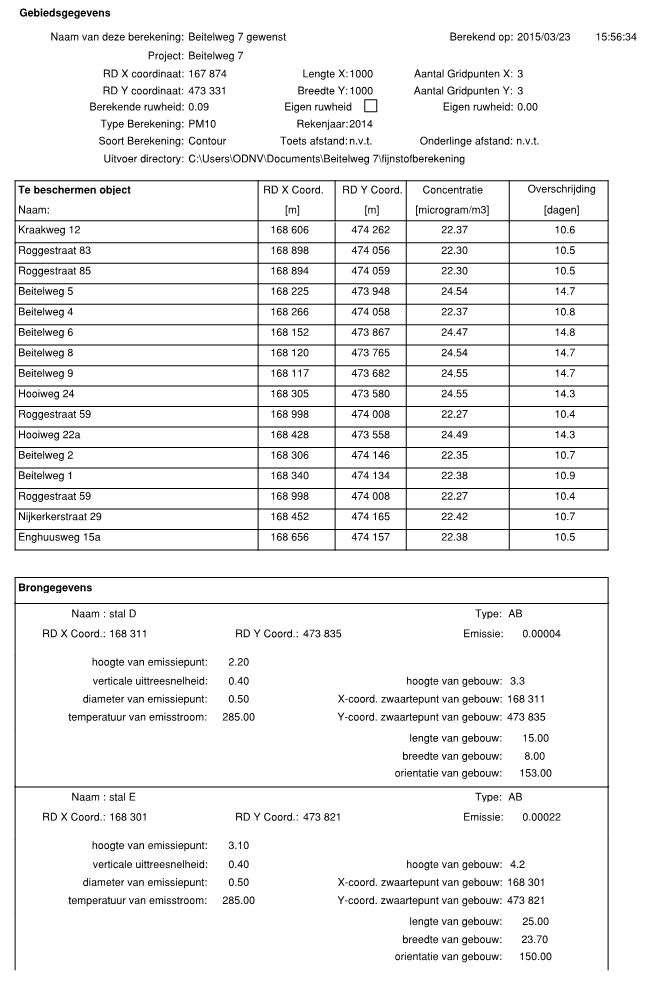 Gebiedsgegevens
Naam van deze berekening: Beitelweg 7 gewenst Berekend op: 2015/03/23 15:56:34
Project: Beitelweg 7
RD X coordinaat: 167 874 Lengte X: 1000 Aantal Gridpunten X: 3
RD Y coordinaat: 473 331 Breedte Y: 1000 Aantal Gridpunten Y: 3
Berekende ruwheid: 0.09 Eigen ruwheid Eigen ruwheid: 0.00
Type Berekening: PM10 Rekenjaar: 2014
Soort Berekening: Contour Toets afstand: n.v.t. Onderlinge afstand: n.v.t.
Uitvoer directory: C:\Users\ODNV\Documents\Beitelweg 7\fijnstofberekening
Te beschermen object RD X Coord. RD Y Coord. Concentratie Overschrijding
Naam: [m] [m] [microgram/m3] [dagen]
Kraakweg 12 168 606 474 262 22.37 10.6
Roggestraat 83 168 898 474 056 22.30 10.5
Roggestraat 85 168 894 474 059 22.30 10.5
Beitelweg 5 168 225 473 948 24.54 14.7
Beitelweg 4 168 266 474 058 22.37 10.8
Beitelweg 6 168 152 473 867 24.47 14.8
Beitelweg 8 168 120 473 765 24.54 14.7
Beitelweg 9 168 117 473 682 24.55 14.7
Hooiweg 24 168 305 473 580 24.55 14.3
Roggestraat 59 168 998 474 008 22.27 10.4
Hooiweg 22a 168 428 473 558 24.49 14.3
Beitelweg 2 168 306 474 146 22.35 10.7
Beitelweg 1 168 340 474 134 22.38 10.9
Roggestraat 59 168 998 474 008 22.27 10.4
Nijkerkerstraat 29 168 452 474 165 22.42 10.7
Enghuusweg 15a 168 656 474 157 22.38 10.5
Brongegevens
Naam : stal D Type: AB
RD X Coord.: 168 311 RD Y Coord.: 473 835 Emissie: 0.00004
hoogte van emissiepunt: 2.20
verticale uittreesnelheid: 0.40 hoogte van gebouw: 3.3
diameter van emissiepunt: 0.50 X-coord. zwaartepunt van gebouw: 168 311
temperatuur van emisstroom: 285.00 Y-coord. zwaartepunt van gebouw: 473 835
lengte van gebouw: 15.00
breedte van gebouw: 8.00
orientatie van gebouw: 153.00
Naam : stal E Type: AB
RD X Coord.: 168 301 RD Y Coord.: 473 821 Emissie: 0.00022
hoogte van emissiepunt: 3.10
verticale uittreesnelheid: 0.40 hoogte van gebouw: 4.2
diameter van emissiepunt: 0.50 X-coord. zwaartepunt van gebouw: 168 301
temperatuur van emisstroom: 285.00 Y-coord. zwaartepunt van gebouw: 473 821
lengte van gebouw: 25.00
breedte van gebouw: 23.70
orientatie van gebouw: 150.00